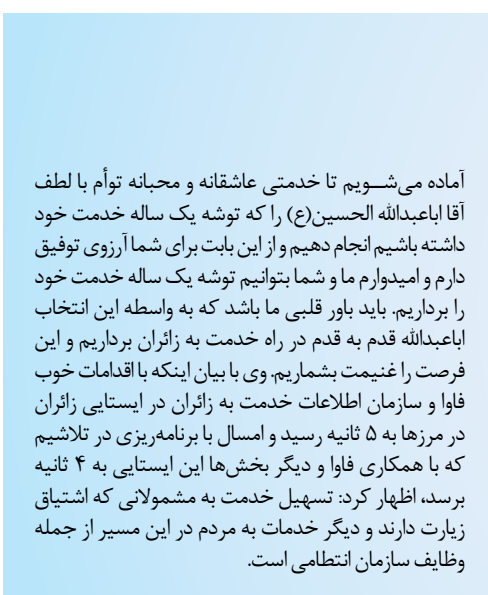 آماده می‌شــویم تا خدمتی عاشقانه و محبانه توأم با لطف
آقا اباعبدالله الحسین(ع) را که توشه یک ساله خدمت خود
داشته باشیم انجام دهیم و از این بابت برای شما آرزوی توفیق
دارم و امیدوارم ما و شما بتوانیم توشه یک ساله خدمت خود
را برداریم. باید باور قلبی ما باشد که به واسطه این انتخاب
اباعبدالله قدم به قدم در راه خدمت به زائران برداریم و این
فرصت را غنیمت بشماریم. وی با بیان اینکه با اقدامات خوب
فاوا و سازمان اطلاعات خدمت به زائران در ایستایی زائران
در مرزها به ۵ ثانیه رسید و امسال با برنامه‌ریزی در تلاشیم
که با همکاری فاوا و دیگر بخش‌ها این ایستایی به ۴ ثانیه
برسد، اظهار کرد: تسهیل خدمت به مشمولانی که اشتیاق
زیارت دارند و دیگر خدمات به مردم در این مسیر از جمله
وظایف سازمان انتطامی است.